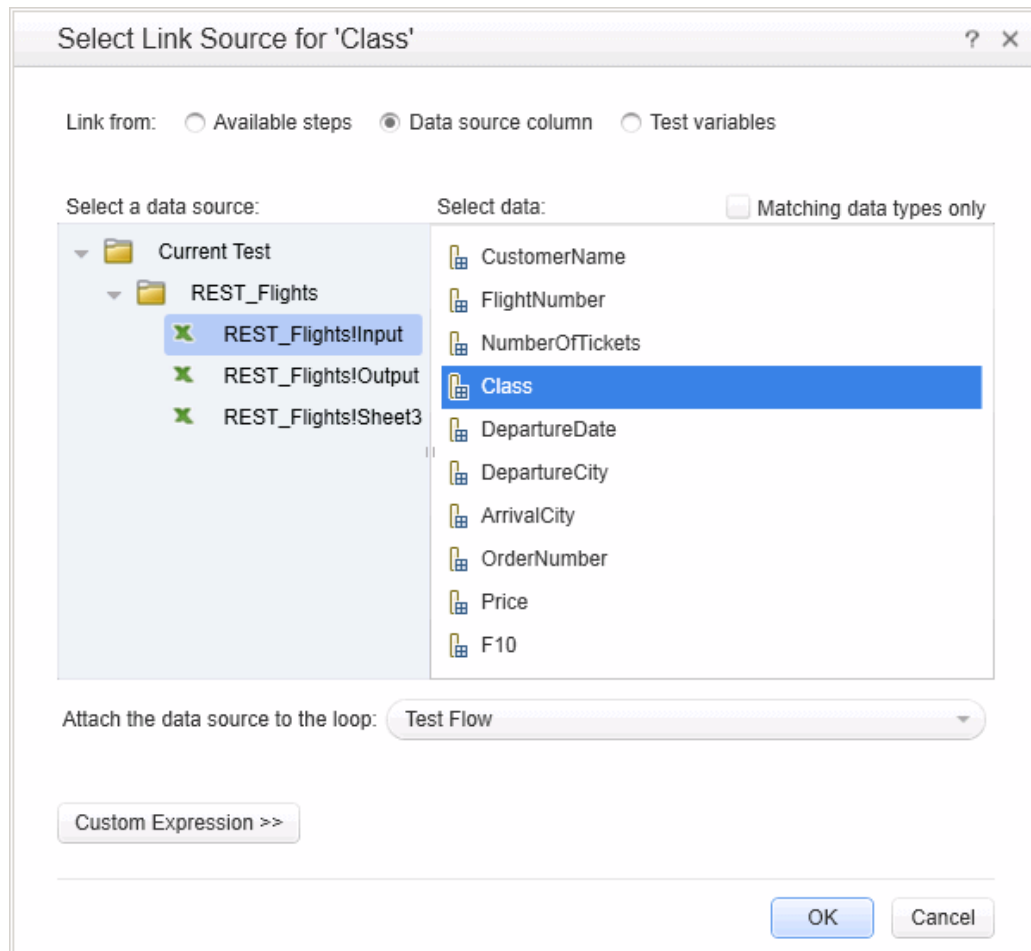 Select Link Source for 'Class' ? ×
Link from: Available steps Data source column Test variables
Select a data source: Select data: Matching data types only
Current Test
REST_Flights
REST_Flights!Input
REST_Flights!Output
REST_Flights!Sheet3
CustomerName
FlightNumber
NumberOfTickets
Class
DepartureDate
DepartureCity
ArrivalCity
OrderNumber
Price
F10
Attach the data source to the loop: Test Flow
Custom Expression >>
OK Cancel